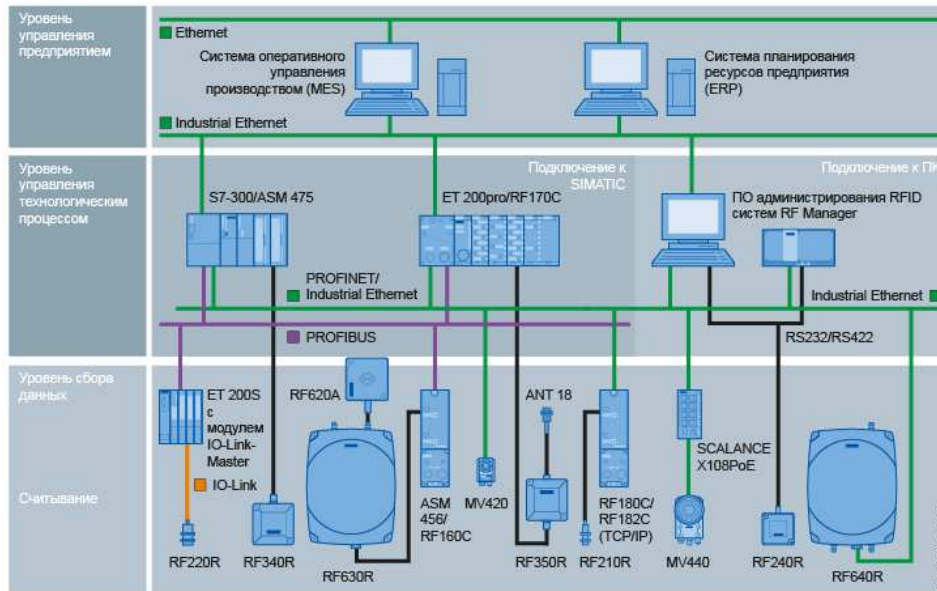 Уровень
управления
предприятием
Ethernet
Система оперативного
управления
производством (MES)
Система планирования
ресурсов предприятия
(ERP)
Industrial Ethernet
Уровень
управления
технологическим
процессом
Подключение к
SIMATIC
Подключение к ПК
S7-300/ASM 475
ET 200pro/RF170C
ПО администрирования RFID
систем RF Manager
PROFINET/
Industrial Ethernet
Industrial Ethernet
PROFIBUS
RS232/RS422
Уровень сбора
данных
Считывание
ET 200S
с
модулем
IO-Link-
Master
IO-Link
RF620A
ANT 18
SCALANCE
X108PoE
ASM
456/
RF160C
MV420
RF180C/
RF182C
(TCP/IP)
RF220R
RF340R
RF630R
RF350R
RF210R
MV440
RF240R
RF640R